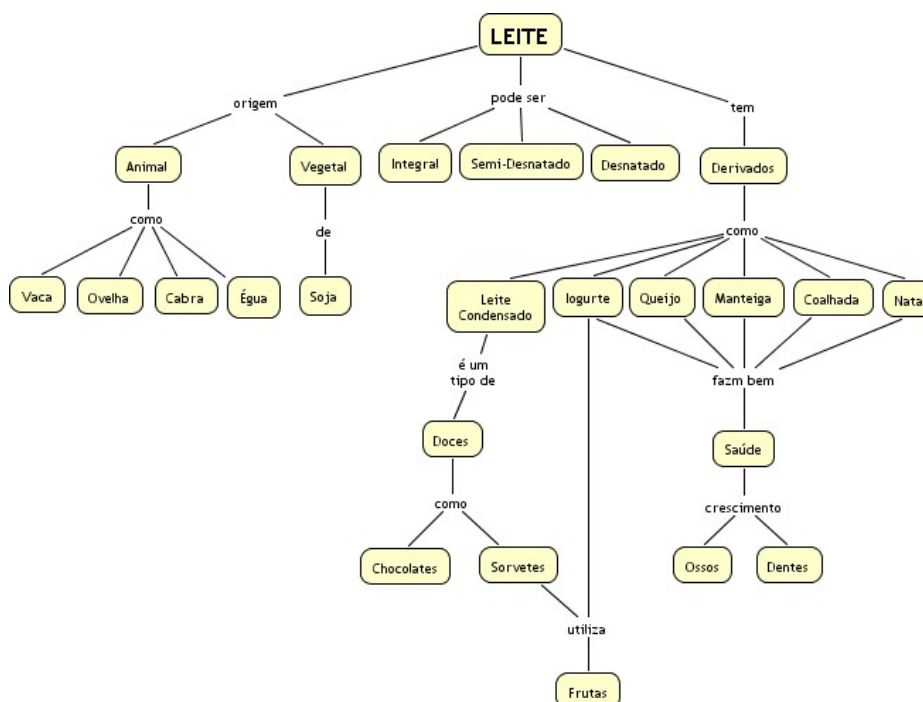 LEITE
origem
pode ser
tem
Animal
Vegetal
Integral
Semi-Desnatado
Desnatado
Derivados
como
de
como
Vaca
Ovelha
Cabra
Égua
Soja
Leite
Condensado
Iogurte
Queijo
Manteiga
Coalhada
Nata
é um
tipo de
fazm bem
Doces
Saúde
como
crescimento
Chocolates
Sorvetes
Ossos
Dentes
utiliza
Frutas